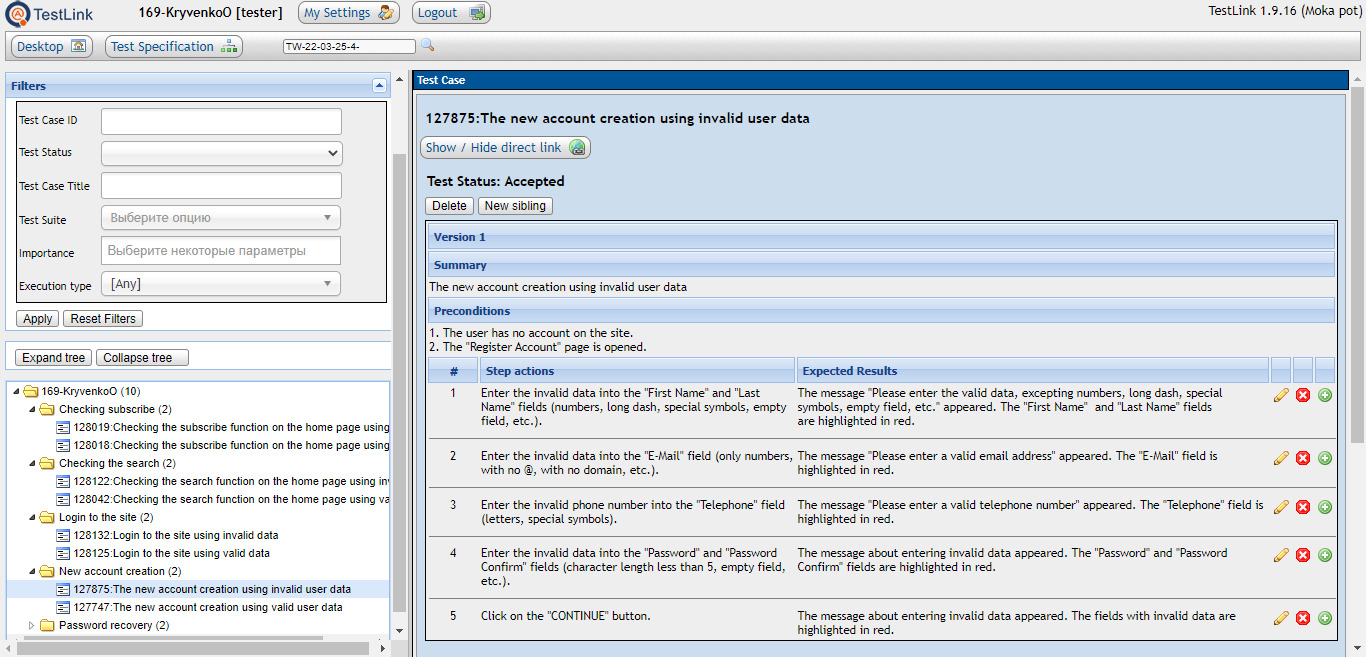 TestLink
169-KryvenkoO [tester]
My Settings
Logout
TestLink 1.9.16 (Moka pot)
Desktop
Test Specification
TW-22-03-25-4-
Filters
Test Case ID
Test Status
Test Case Title
Test Suite
Выберите опцию
Importance
Выберите некоторые параметры
Execution type
[Any]
Apply
Reset Filters
Expand tree
Collapse tree
169-KryvenkoO (10)
Checking subscribe (2)
128019:Checking the subscribe function on the home page using
128018:Checking the subscribe function on the home page using
Checking the search (2)
128122:Checking the search function on the home page using in
128042:Checking the search function on the home page using va
Login to the site (2)
128132:Login to the site using invalid data
128125:Login to the site using valid data
New account creation (2)
127875:The new account creation using invalid user data
127747:The new account creation using valid user data
Password recovery (2)
Test Case
127875:The new account creation using invalid user data
Show / Hide direct link
Test Status: Accepted
Delete
New sibling
Version 1
Summary
The new account creation using invalid user data
Preconditions
1. The user has no account on the site.
2. The "Register Account" page is opened.
#
Step actions
Expected Results
1
Enter the invalid data into the "First Name" and "Last
Name" fields (numbers, long dash, special symbols, empty
field, etc.).
The message "Please enter the valid data, excepting numbers, long dash, special
symbols, empty field, etc." appeared. The "First Name" and "Last Name" fields
are highlighted in red.
2
Enter the invalid data into the "E-Mail" field (only numbers,
with no @, with no domain, etc.).
The message "Please enter a valid email address" appeared. The "E-Mail" field is
highlighted in red.
3
Enter the invalid phone number into the "Telephone" field
(letters, special symbols).
The message "Please enter a valid telephone number" appeared. The "Telephone" field is
highlighted in red.
4
Enter the invalid data into the "Password" and "Password
Confirm" fields (character length less than 5, empty field,
etc.).
The message about entering invalid data appeared. The "Password" and "Password
Confirm" fields are highlighted in red.
5
Click on the "CONTINUE" button.
The message about entering invalid data appeared. The fields with invalid data are
highlighted in red.